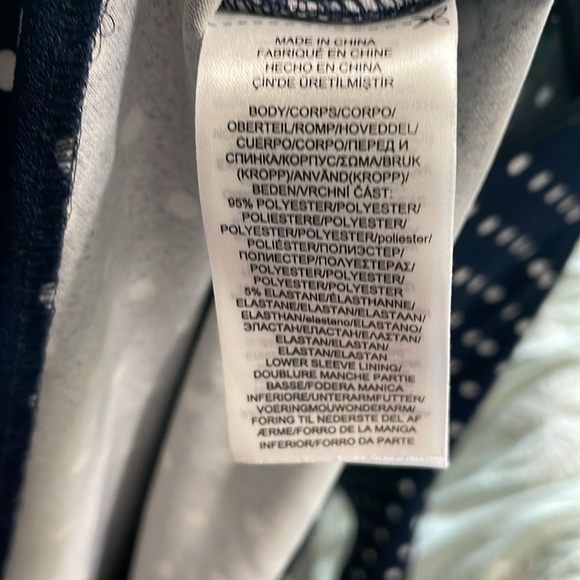 MADE IN CHINA
FABRIQUÉ EN CHINE
HECHO EN CHINA
ÇIN'DE ÜRETİLMİŞTİR
BODY/CORPS/CORPO/
OBERTEIL/ROMP/HOVEDDEL/
CUERPO/CORPO/ПЕРЕД И
СПИНКА/КОРПУС/ΣΩΜΑ/BRUK
(KROPP)/ANVÄND(KROPP)/
BEDEN/VRCHNÍ ČÁST:
95% POLYESTER/POLYESTER/
POLIESTERE/POLYESTER/
POLYESTER/POLYESTER/poliester/
POLIÉSTER/ПОЛИЭСТЕР/
ПОЛИЕСТЕР/ΠΟΛΥΕΣΤΕΡΑΣ/
POLYESTER/POLYESTER/
POLYESTER/POLYESTER
5% ELASTANE/ÉLASTHANNE/
ELASTANE/ELASTAN/ELASTAAN/
ELASTHAN/elastano/ELASTANO/
ЭЛАСТАН/ЕЛАСТАН/ΕΛΑΣΤΑΝ/
ELASTAN/ELASTAN/
ELASTAN/ELASTAN
LOWER SLEEVE LINING/
DOUBLURE MANCHE PARTIE
BASSE/FODERA MANICA
INFERIORE/UNTERARMFUTTER/
VOERINGMOUWONDERARM/
FORING TIL NEDERSTE DEL AF
ÆRME/FORRO DE LA MANGA
INFERIOR/FORRO DA PARTE